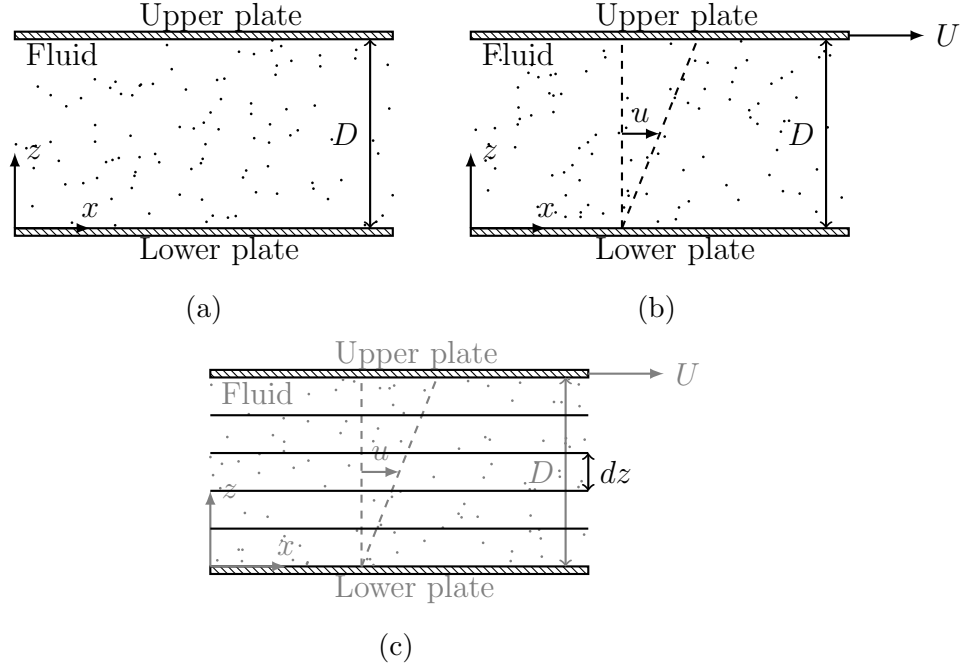 Upper plate
Fluid
D
z
x
Lower plate
(a)
Upper plate
U
Fluid
u
D
z
x
Lower plate
(b)
Upper plate
U
Fluid
u
D
dz
z
x
Lower plate
(c)